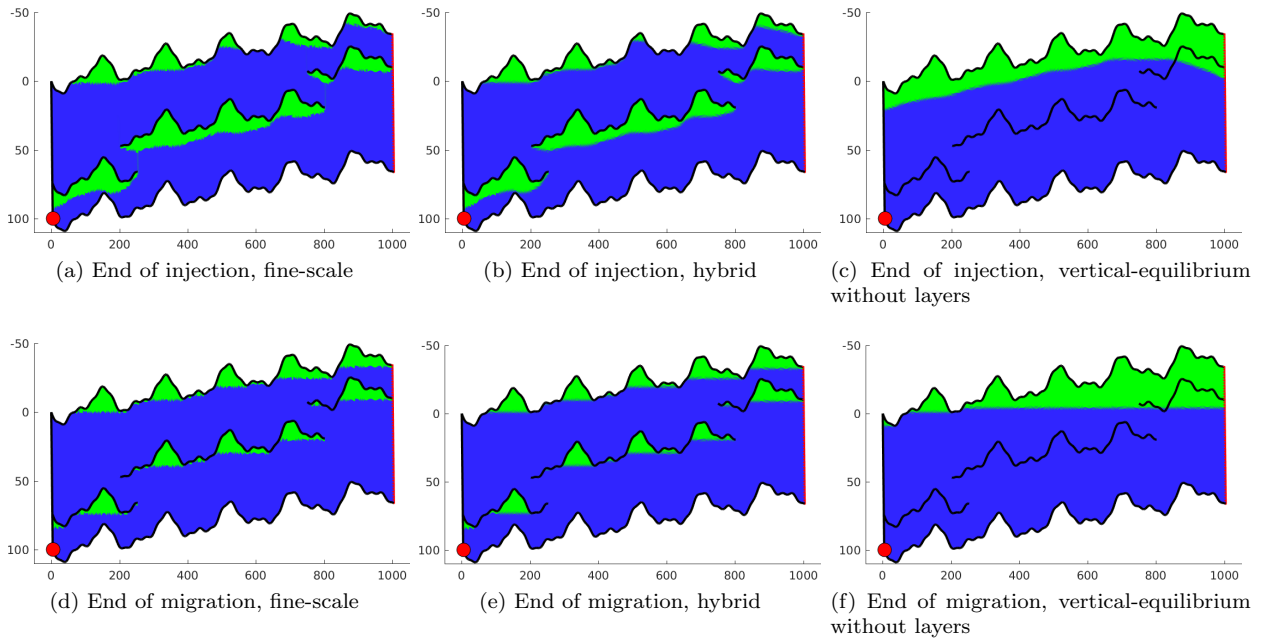 -50
0
50
100
0 200 400 600 800 1000
(a) End of injection, fine-scale
-50
0
50
100
0 200 400 600 800 1000
(b) End of injection, hybrid
-50
0
50
100
0 200 400 600 800 1000
(c) End of injection, vertical-equilibrium
without layers
-50
0
50
100
0 200 400 600 800 1000
(d) End of migration, fine-scale
-50
0
50
100
0 200 400 600 800 1000
(e) End of migration, hybrid
-50
0
50
100
0 200 400 600 800 1000
(f) End of migration, vertical-equilibrium
without layers